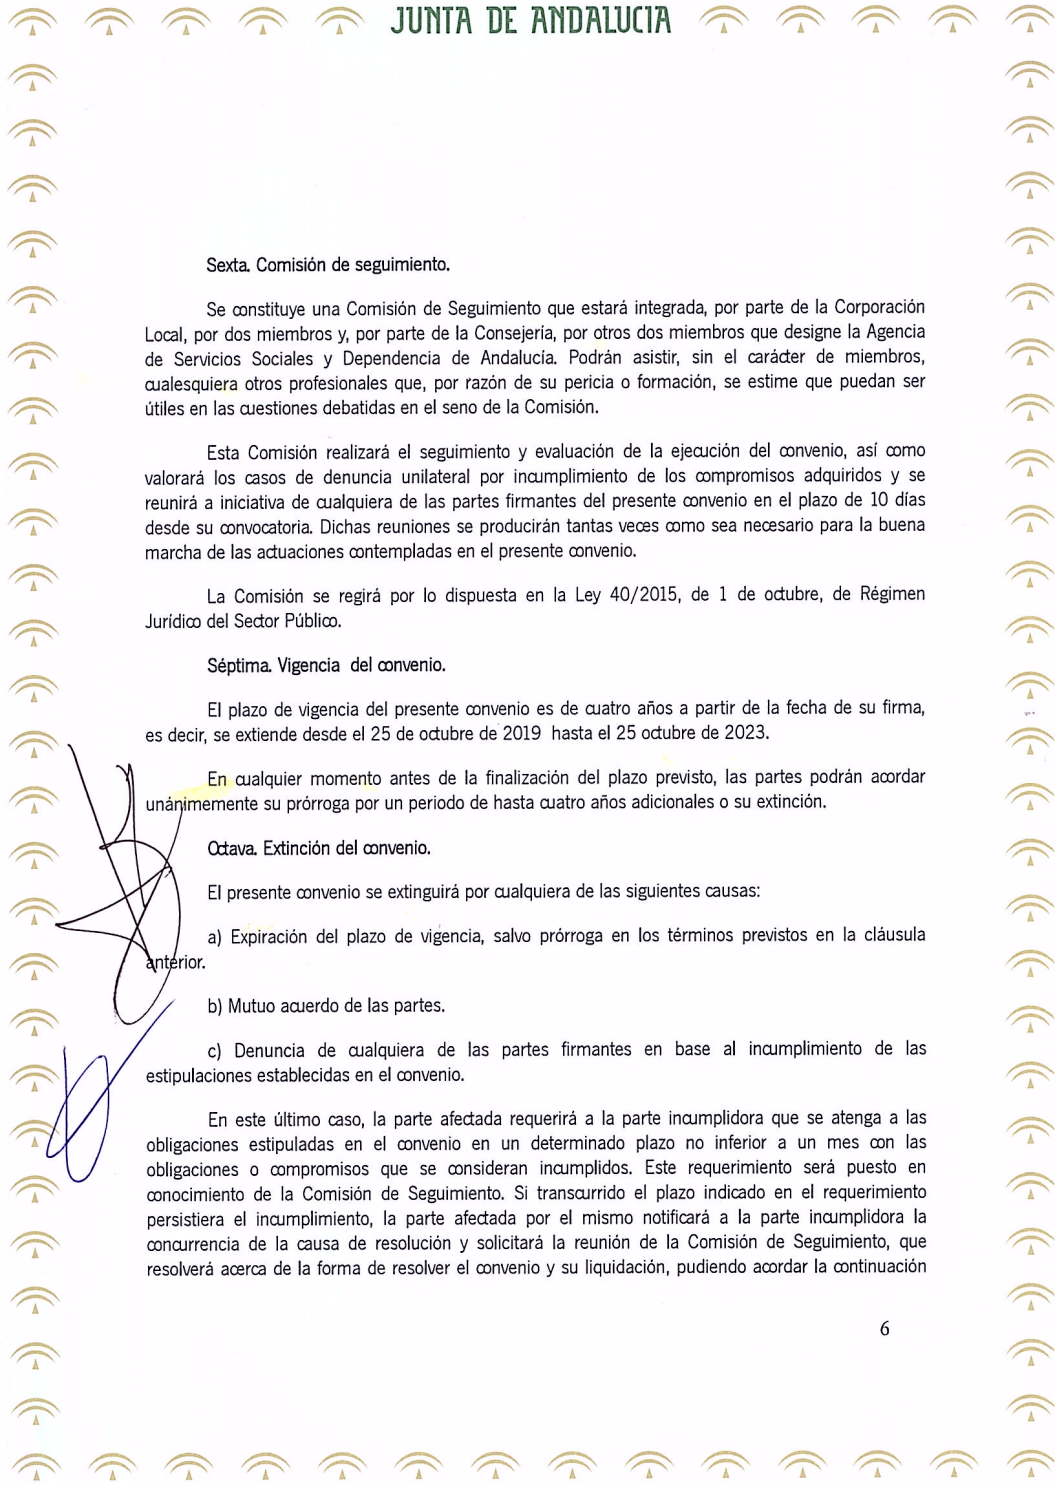 JUNTA DE ANDALUCIA
Sexta. Comisión de seguimiento.
Se constituye una Comisión de Seguimiento que estará integrada, por parte de la Corporación
Local, por dos miembros y, por parte de la Consejería, por otros dos miembros que designe la Agencia
de Servicios Sociales y Dependencia de Andalucía. Podrán asistir, sin el carácter de miembros,
cualesquiera otros profesionales que, por razón de su pericia o formación, se estime que puedan ser
útiles en las cuestiones debatidas en el seno de la Comisión.
Esta Comisión realizará el seguimiento y evaluación de la ejecución del convenio, así como
valorará los casos de denuncia unilateral por incumplimiento de los compromisos adquiridos y se
reunirá a iniciativa de cualquiera de las partes firmantes del presente convenio en el plazo de 10 días
desde su convocatoria. Dichas reuniones se producirán tantas veces como sea necesario para la buena
marcha de las actuaciones contempladas en el presente convenio.
La Comisión se regirá por lo dispuesta en la Ley 40/2015, de 1 de octubre, de Régimen
Jurídico del Sector Público.
Séptima. Vigencia del convenio.
El plazo de vigencia del presente convenio es de cuatro años a partir de la fecha de su firma,
es decir, se extiende desde el 25 de octubre de 2019 hasta el 25 octubre de 2023.
En cualquier momento antes de la finalización del plazo previsto, las partes podrán acordar
unánimemente su prórroga por un periodo de hasta cuatro años adicionales o su extinción.
Octava. Extinción del convenio.
El presente convenio se extinguirá por cualquiera de las siguientes causas:
a) Expiración del plazo de vigencia, salvo prórroga en los términos previstos en la cláusula
anterior.
b) Mutuo acuerdo de las partes.
c) Denuncia de cualquiera de las partes firmantes en base al incumplimiento de las
estipulaciones establecidas en el convenio.
En este último caso, la parte afectada requerirá a la parte incumplidora que se atenga a las
obligaciones estipuladas en el convenio en un determinado plazo no inferior a un mes con las
obligaciones o compromisos que se consideran incumplidos. Este requerimiento será puesto en
conocimiento de la Comisión de Seguimiento. Si transcurrido el plazo indicado en el requerimiento
persistiera el incumplimiento, la parte afectada por el mismo notificará a la parte incumplidora la
concurrencia de la causa de resolución y solicitará la reunión de la Comisión de Seguimiento, que
resolverá acerca de la forma de resolver el convenio y su liquidación, pudiendo acordar la continuación
6